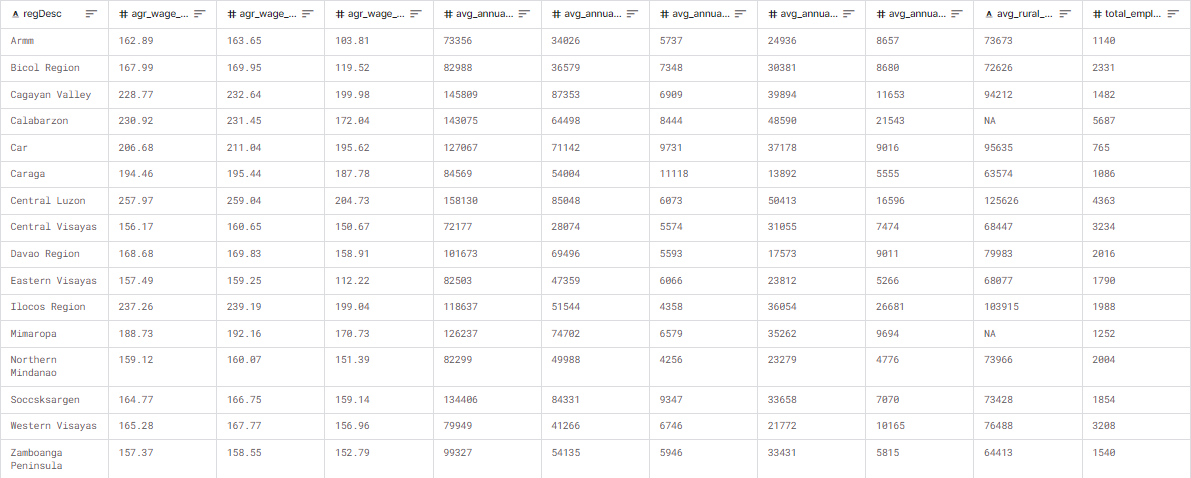 regDesc agr_wage_... agr_wage_... agr_wage_... avg_annua... avg_annua... avg_annua... avg_annua... avg_annua... avg_rural_... total_empl...
Armm 162.89 163.65 103.81 73356 34026 5737 24936 8657 73673 1140
Bicol Region 167.99 169.95 119.52 82988 36579 7348 30381 8680 72626 2331
Cagayan Valley 228.77 232.64 199.98 145809 87353 6909 39894 11653 94212 1482
Calabarzon 230.92 231.45 172.04 143075 64498 8444 48590 21543 NA 5687
Car 206.68 211.04 195.62 127067 71142 9731 37178 9016 95635 765
Caraga 194.46 195.44 187.78 84569 54004 11118 13892 5555 63574 1086
Central Luzon 257.97 259.04 204.73 158130 85048 6073 50413 16596 125626 4363
Central Visayas 156.17 160.65 150.67 72177 28074 5574 31055 7474 68447 3234
Davao Region 168.68 169.83 158.91 101673 69496 5593 17573 9011 79983 2016
Eastern Visayas 157.49 159.25 112.22 82503 47359 6066 23812 5266 68077 1790
Ilocos Region 237.26 239.19 199.04 118637 51544 4358 36054 26681 103915 1988
Mimaropa 188.73 192.16 170.73 126237 74702 6579 35262 9694 NA 1252
Northern 159.12 160.07 151.39 82299 49988 4256 23279 4776 73966 2004
Mindanao
Soccsksargen 164.77 166.75 159.14 134406 84331 9347 33658 7070 73428 1854
Western Visayas 165.28 167.77 156.96 79949 41266 6746 21772 10165 76488 3208
Zamboanga 157.37 158.55 152.79 99327 54135 5946 33431 5815 64413 1540
Peninsula